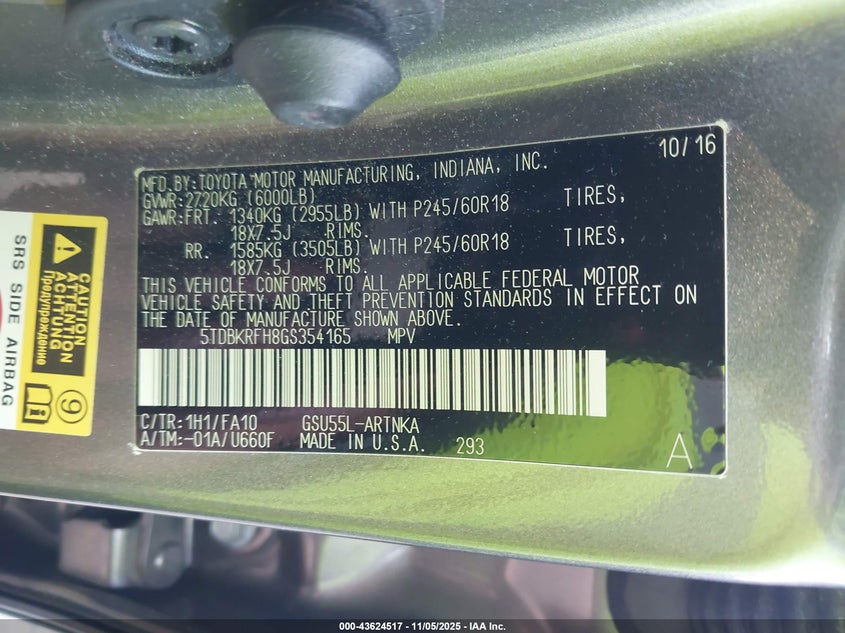 10/16
MFD.BY:TOYOTA MOTOR MANUFACTURING, INDIANA, INC.
GVWR:2720KG (6000LB)
GAWR:FRT. 1340KG (2955LB) WITH P245/60R18 TIRES,
18X7.5J RIMS.
RR. 1585KG (3505LB) WITH P245/60R18 TIRES,
18X7.5J RIMS.
THIS VEHICLE CONFORMS TO ALL APPLICABLE FEDERAL MOTOR
VEHICLE SAFETY AND THEFT PREVENTION STANDARDS IN EFFECT ON
THE DATE OF MANUFACTURE SHOWN ABOVE.
5TDBKRFH8GS354165 MPV
C/TR:1H1/FA10 GSU55L-ARTNKA
A/TM:-01A/U660F MADE IN U.S.A. 293
A
SRS SIDE AIRBAG
CAUTION
ATTENTION
ACHTUNG
Предупреждение
9
000-43624517 - 11/05/2025 - IAA Inc.